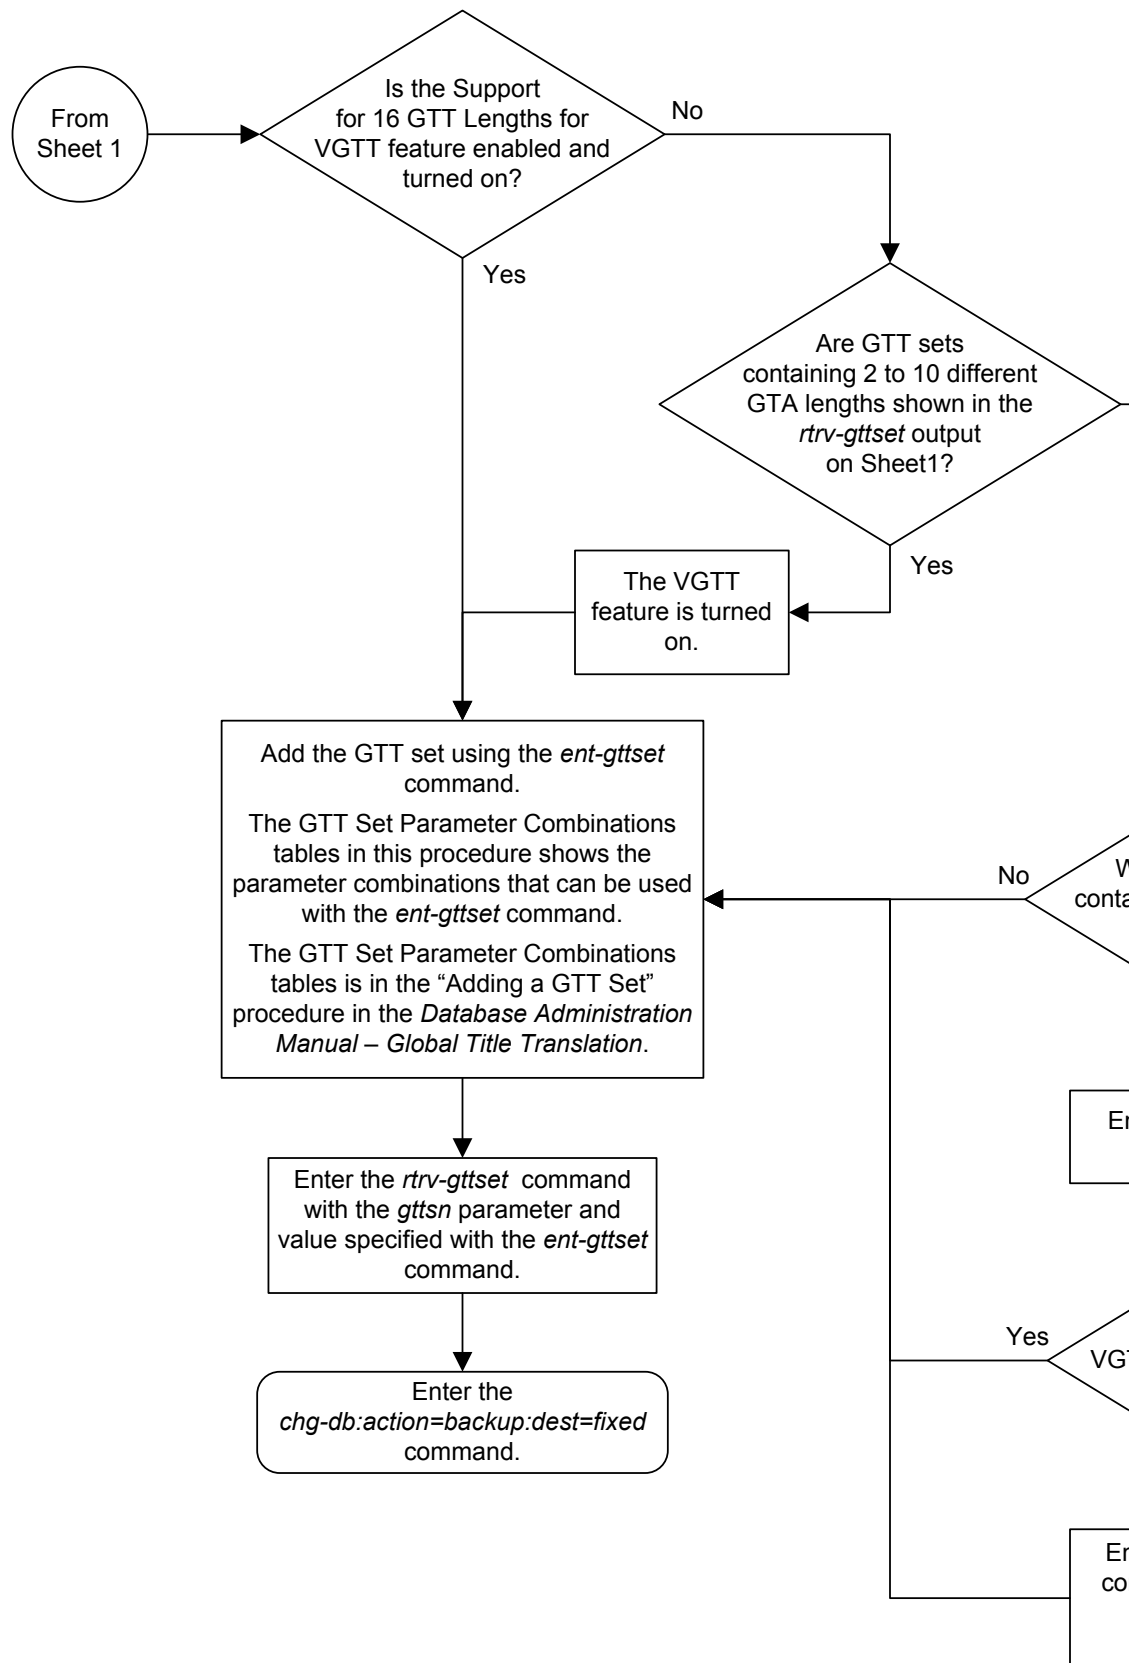 From
Sheet 1
Is the Support
for 16 GTT Lengths for
VGTT feature enabled and
turned on?
No
Yes
Are GTT sets
containing 2 to 10 different
GTA lengths shown in the
rtrv-gttset output
on Sheet1?
Yes
The VGTT
feature is turned
on.
Add the GTT set using the ent-gttset
command.
The GTT Set Parameter Combinations
tables in this procedure shows the
parameter combinations that can be used
with the ent-gttset command.
The GTT Set Parameter Combinations
tables is in the “Adding a GTT Set”
procedure in the Database Administration
Manual – Global Title Translation.
No
Enter the rtrv-gttset command
with the gttsn parameter and
value specified with the ent-gttset
command.
Yes
Enter the
chg-db:action=backup:dest=fixed
command.